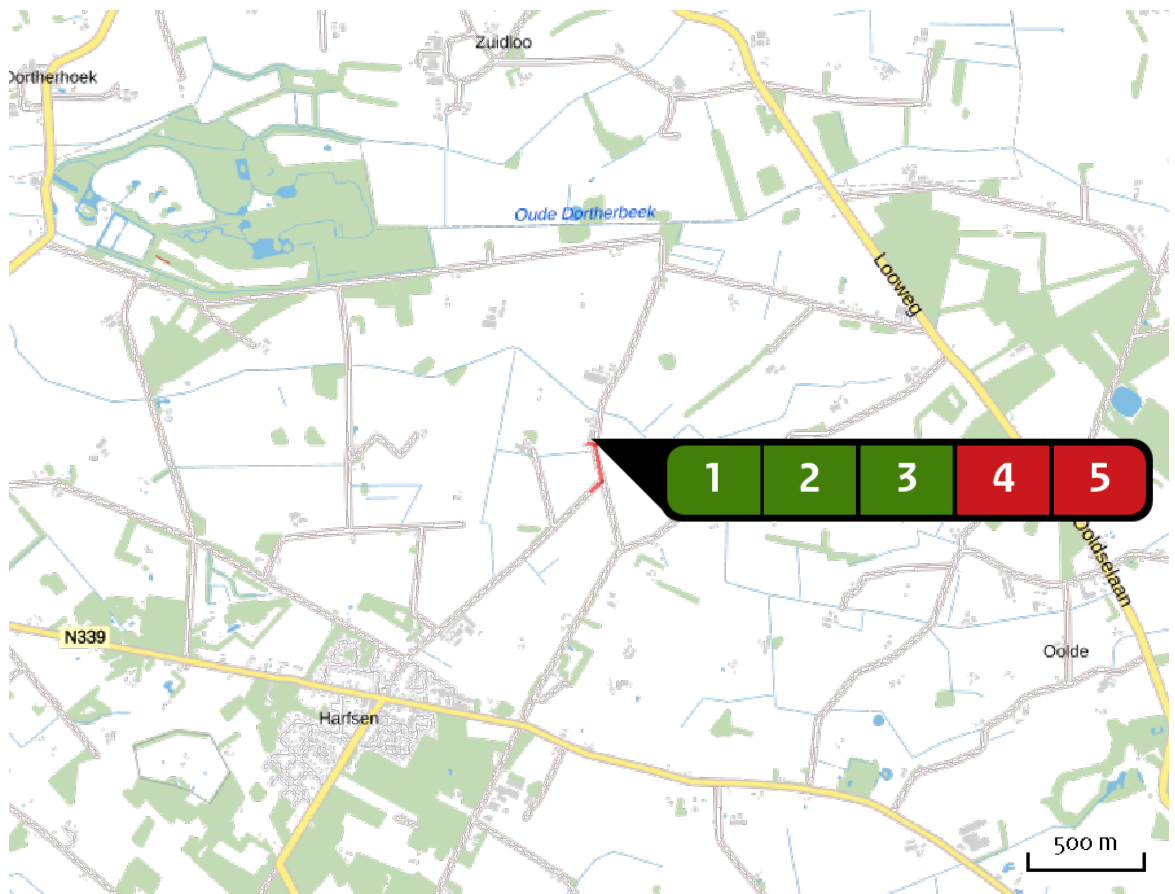 Zuidloo
Dortherhoek
Oude Dortherbeek
Looweg
1 2 3 4 5
Ooldselaan
N339
Oolde
Harfsen
500 m